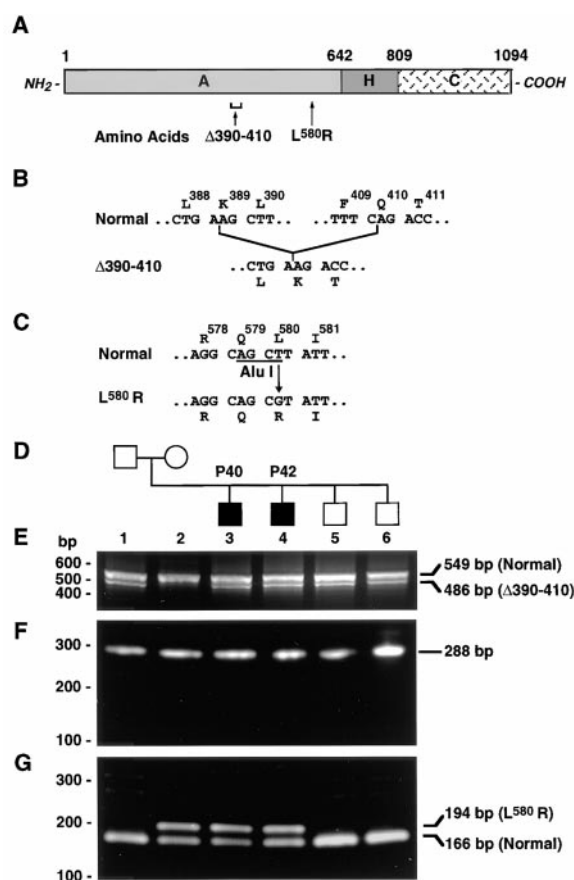 A
1 642 809 1094
NH2 - A H C - COOH
Amino Acids Δ390-410 L580R
B
L388 K389 L390 F409 Q410 T411
Normal ..CTG AAG CTT.. ..TTT CAG ACC..
Δ390-410 ..CTG AAG ACC..
L K T
C
R578 Q579 L580 I581
Normal ..AGG CAG CTT ATT..
Alu I
L580 R ..AGG CAG CGT ATT..
R Q R I
D
P40 P42
E bp 1 2 3 4 5 6
600 -
500 -
400 -
549 bp (Normal)
486 bp (Δ390-410)
F
300 -
200 -
100 -
288 bp
G
300 -
200 -
100 -
194 bp (L580 R)
166 bp (Normal)